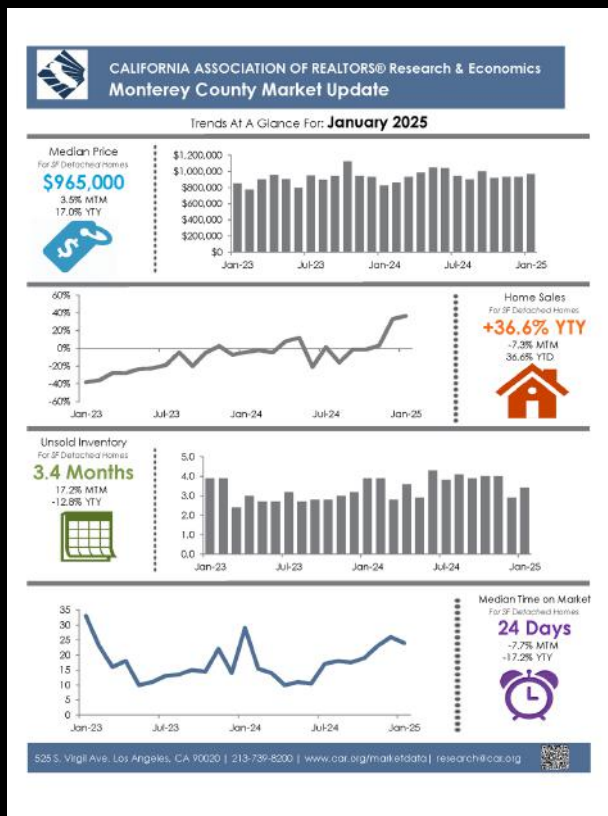 CALIFORNIA ASSOCIATION OF REALTORS® Research & Economics
Monterey County Market Update
Trends At A Glance For: January 2025
Median Price
For SF Detached Homes
$965,000
3.5% MTM
17.0% YTY
$1,200,000
$1,000,000
$800,000
$600,000
$400,000
$200,000
$0
Jan-23 Jul-23 Jan-24 Jul-24 Jan-25
60%
40%
20%
0%
-20%
-40%
-60%
Jan-23 Jul-23 Jan-24 Jul-24 Jan-25
Home Sales
For SF Detached Homes
+36.6% YTY
-7.3% MTM
36.6% YTD
Unsold Inventory
For SF Detached Homes
3.4 Months
17.2% MTM
-12.8% YTY
5.0
4.0
3.0
2.0
1.0
0.0
Jan-23 Jul-23 Jan-24 Jul-24 Jan-25
35
30
25
20
15
10
5
0
Jan-23 Jul-23 Jan-24 Jul-24 Jan-25
Median Time on Market
For SF Detached Homes
24 Days
-7.7% MTM
-17.2% YTY
525 S. Virgil Ave. Los Angeles, CA 90020 | 213-739-8200 | www.car.org/marketdata| research@car.org